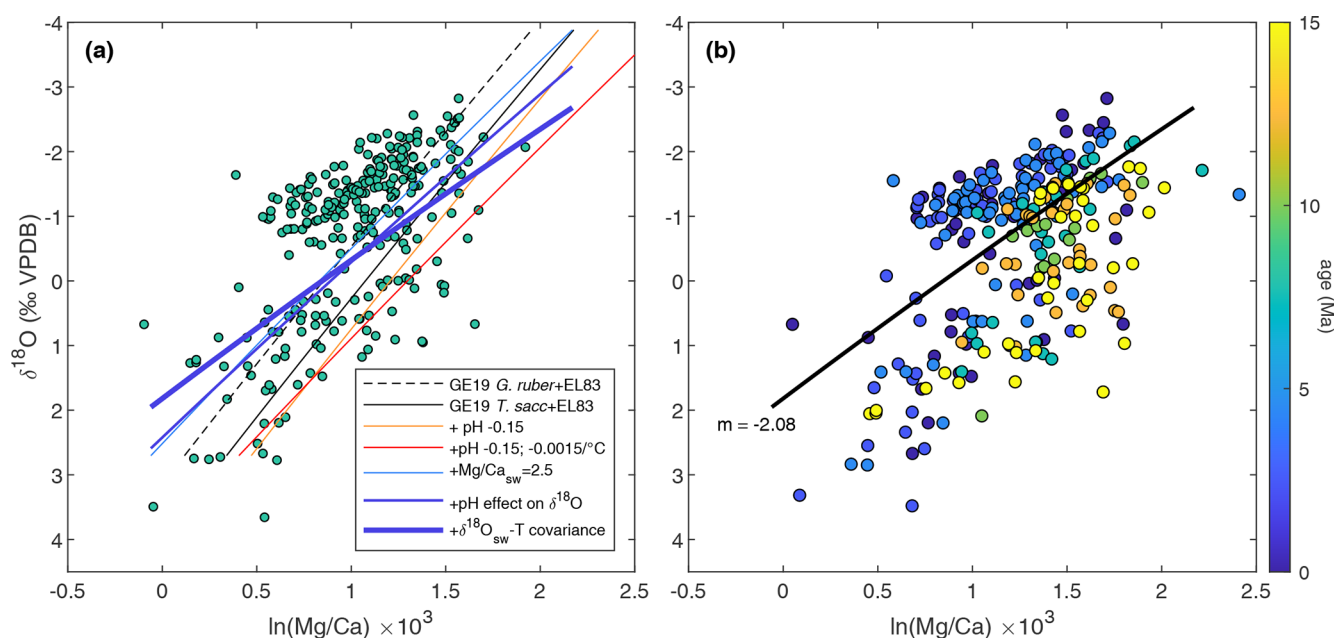 (a)
-4
-3
-2
-1
0
1
2
3
4
δ18O (‰ VPDB)
-0.5
0
0.5
1
1.5
2
2.5
ln(Mg/Ca) ×10³
GE19 G. ruber+EL83
GE19 T. sacc+EL83
+ pH -0.15
+pH -0.15; -0.0015/°C
+Mg/Casw=2.5
+pH effect on δ18O
+δ18Osw-T covariance
(b)
-4
-3
-2
-1
0
1
2
3
4
m = -2.08
-0.5
0
0.5
1
1.5
2
2.5
ln(Mg/Ca) ×10³
15
10
5
0
age (Ma)